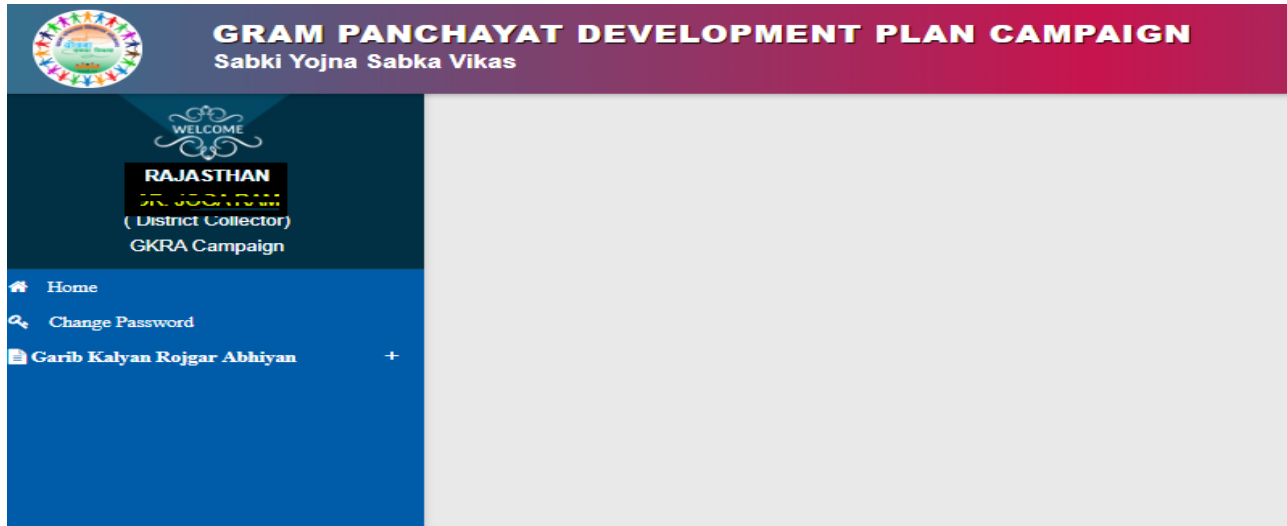 GRAM PANCHAYAT DEVELOPMENT PLAN CAMPAIGN
Sabki Yojna Sabka Vikas
WELCOME
RAJASTHAN
( District Collector)
GKRA Campaign
Home
Change Password
Garib Kalyan Rojgar Abhiyan +